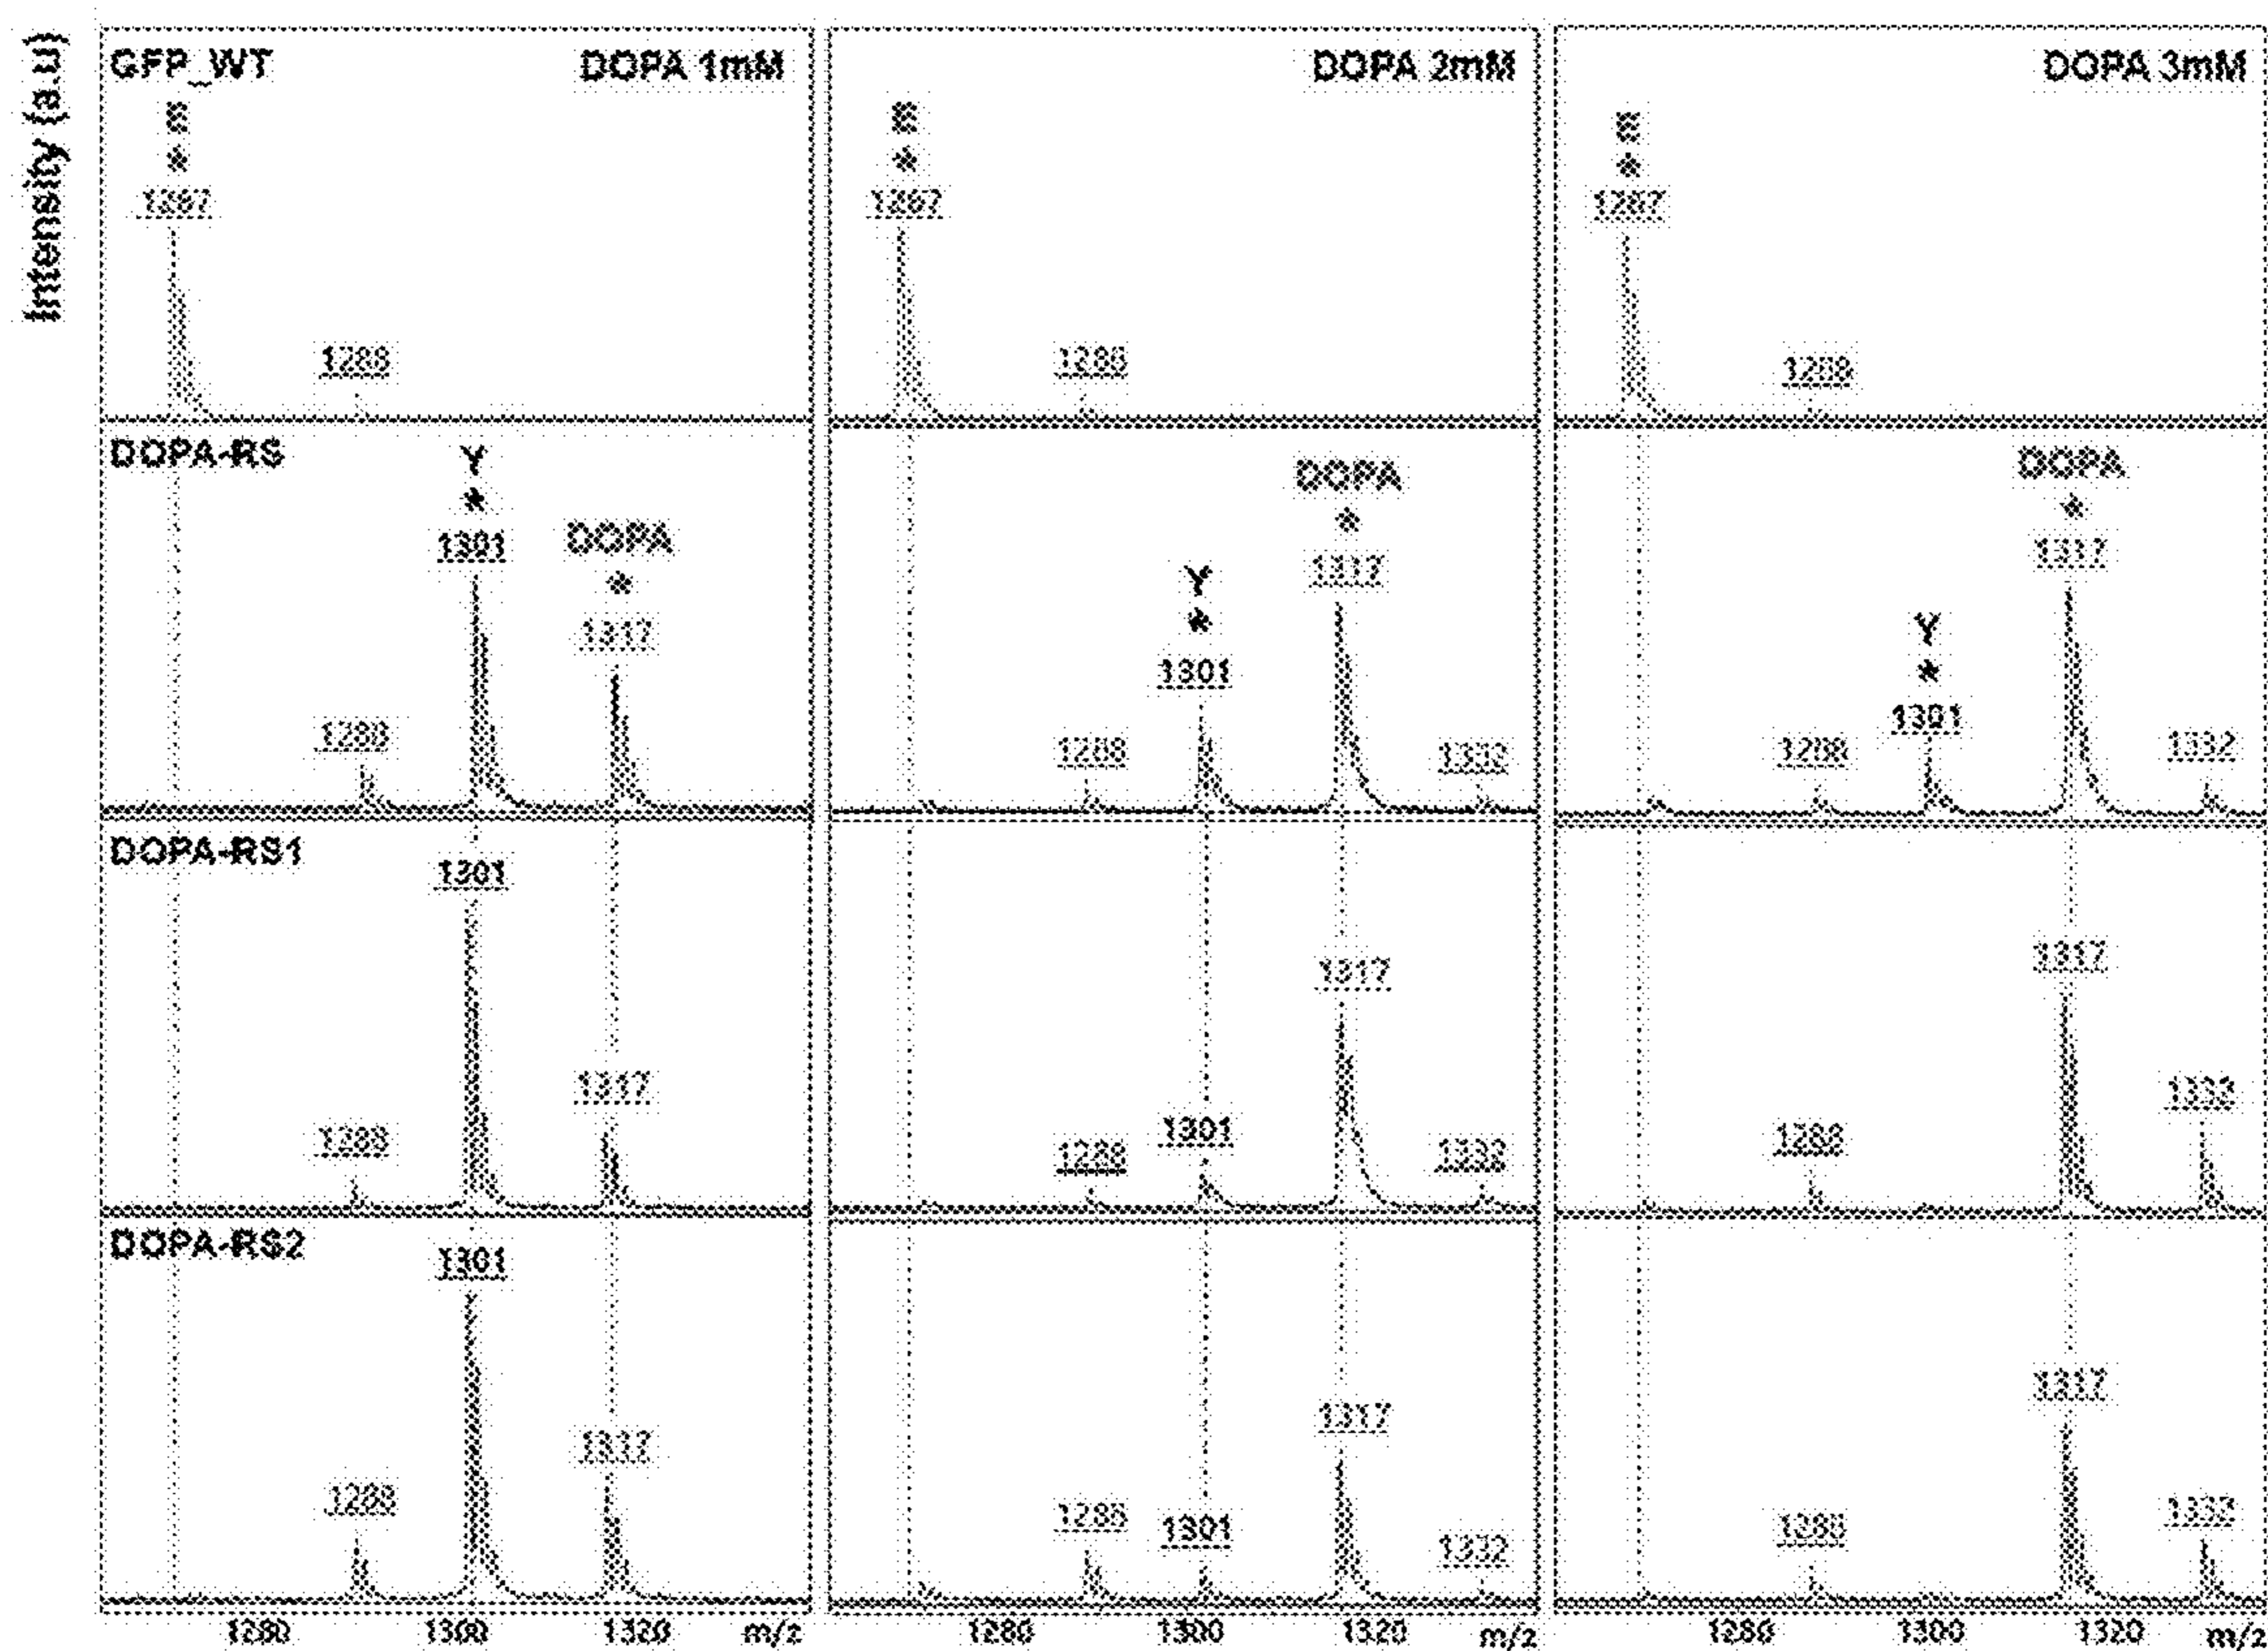 Intensity (a.u)
GFP_WT DOPA 1mM
E
*
1267
1288
DOPA 2mM
E
*
1267
1288
DOPA 3mM
E
*
1267
1288
DOPA-RS
Y
*
1301
DOPA
*
1317
1288
DOPA
*
1317
Y
*
1301
1288
1332
DOPA
*
1317
Y
*
1301
1288
1332
DOPA-RS1
1301
1317
1288
1317
1301
1288
1332
1317
1332
1288
DOPA-RS2
1301
1317
1288
1317
1288
1301
1332
1317
1332
1288
1280 1300 1320 m/z
1280 1300 1320 m/z
1280 1300 1320 m/z